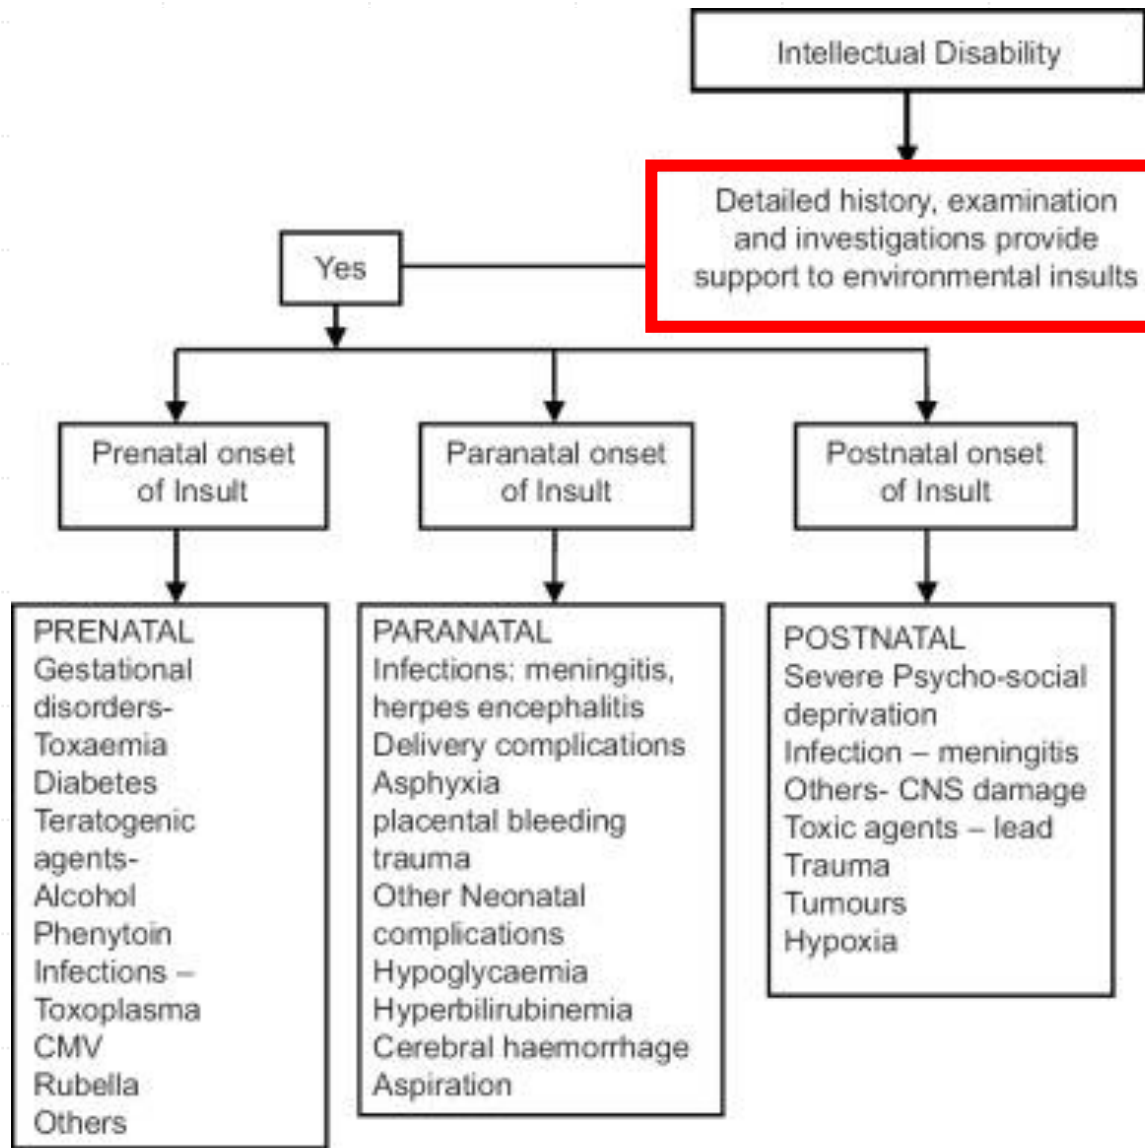 Intellectual Disability
Detailed history, examination
and investigations provide
support to environmental insults
Yes
Prenatal onset
of Insult
Paranatal onset
of Insult
Postnatal onset
of Insult
PRENATAL
Gestational
disorders-
Toxaemia
Diabetes
Teratogenic
agents-
Alcohol
Phenytoin
Infections –
Toxoplasma
CMV
Rubella
Others
PARANATAL
Infections: meningitis,
herpes encephalitis
Delivery complications
Asphyxia
placental bleeding
trauma
Other Neonatal
complications
Hypoglycaemia
Hyperbilirubinemia
Cerebral haemorrhage
Aspiration
POSTNATAL
Severe Psycho-social
deprivation
Infection – meningitis
Others- CNS damage
Toxic agents – lead
Trauma
Tumours
Hypoxia